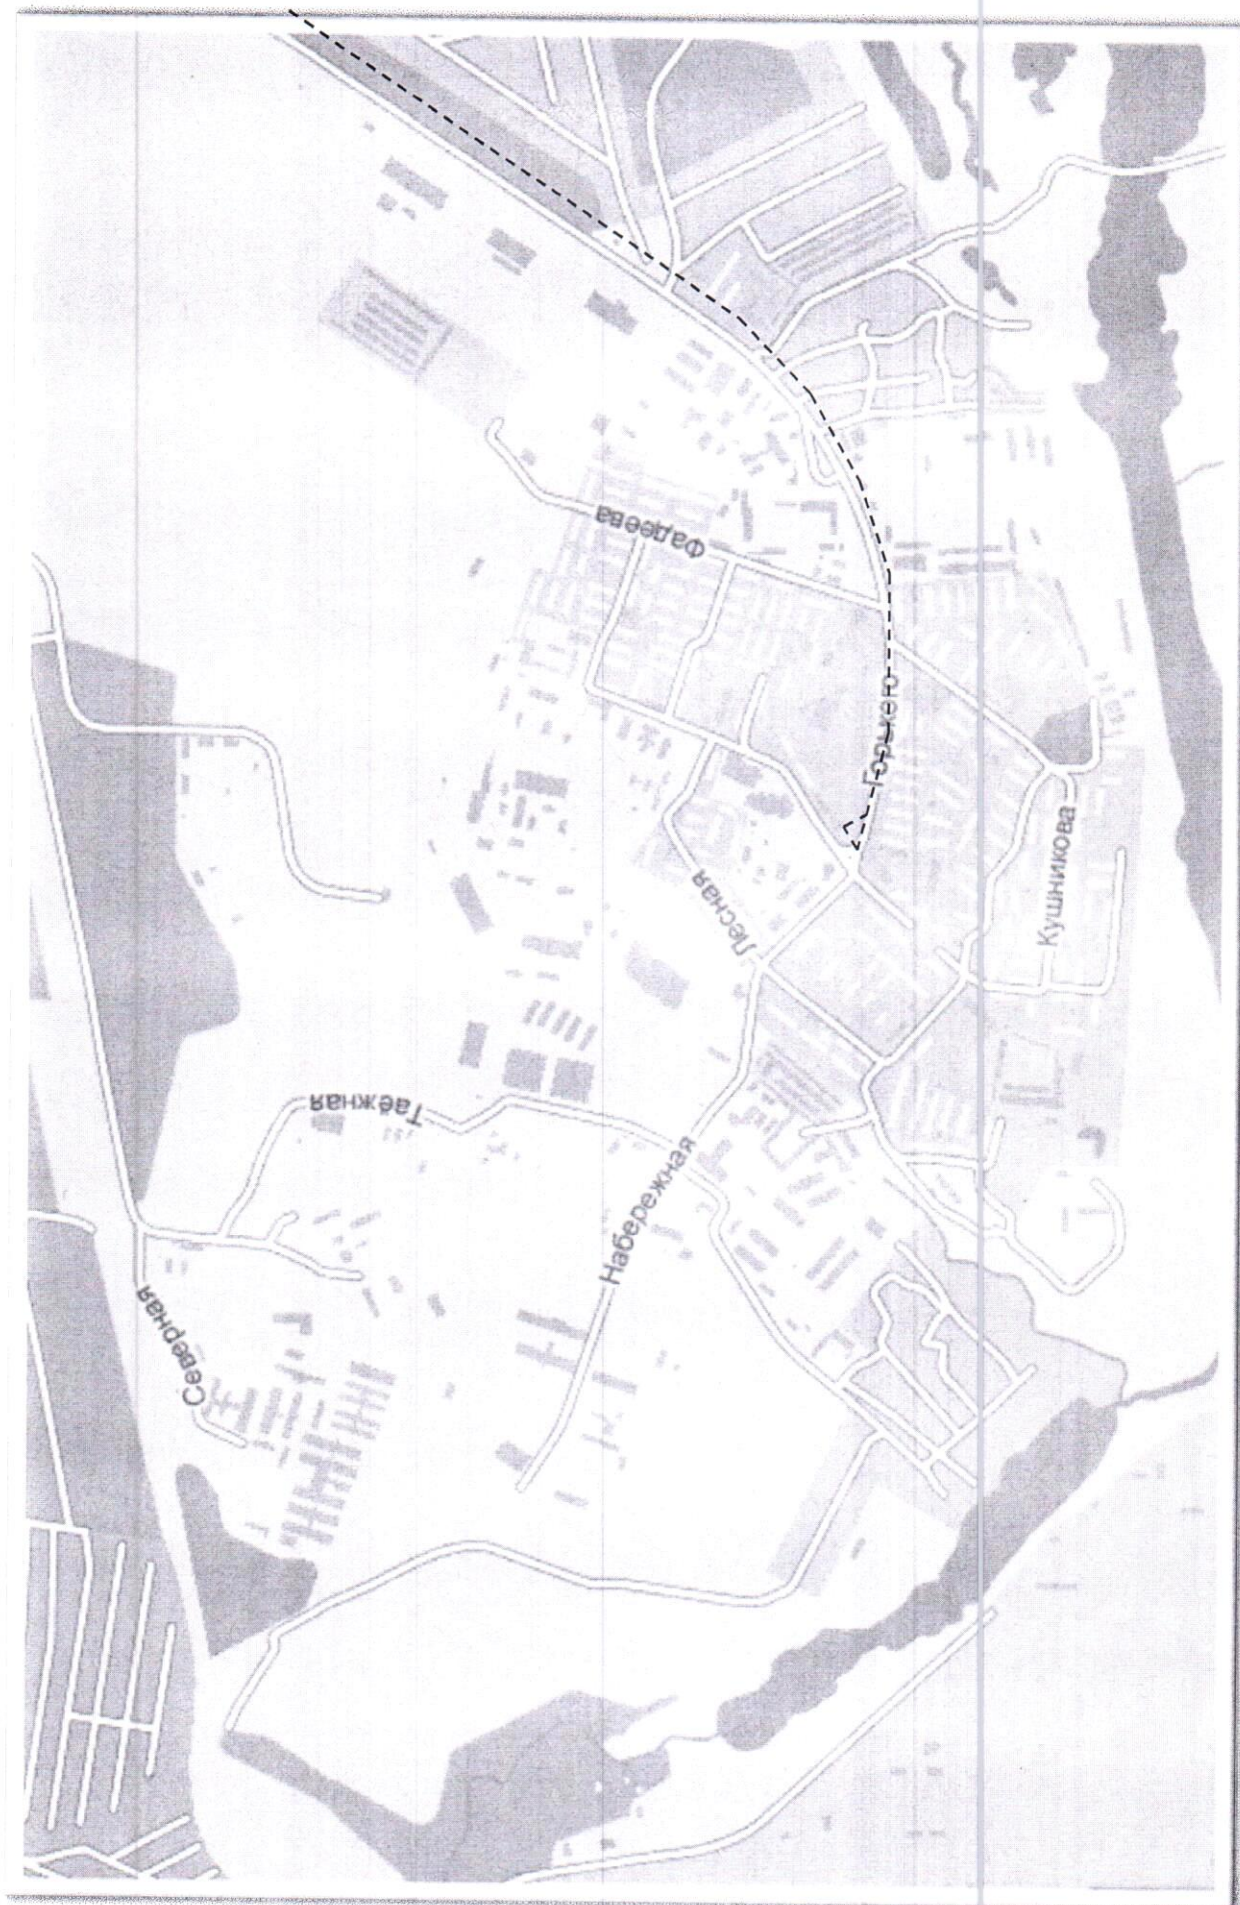 Фадеева
Горького
Кушникова
Лесная
Таёжная
Набережная
Северная